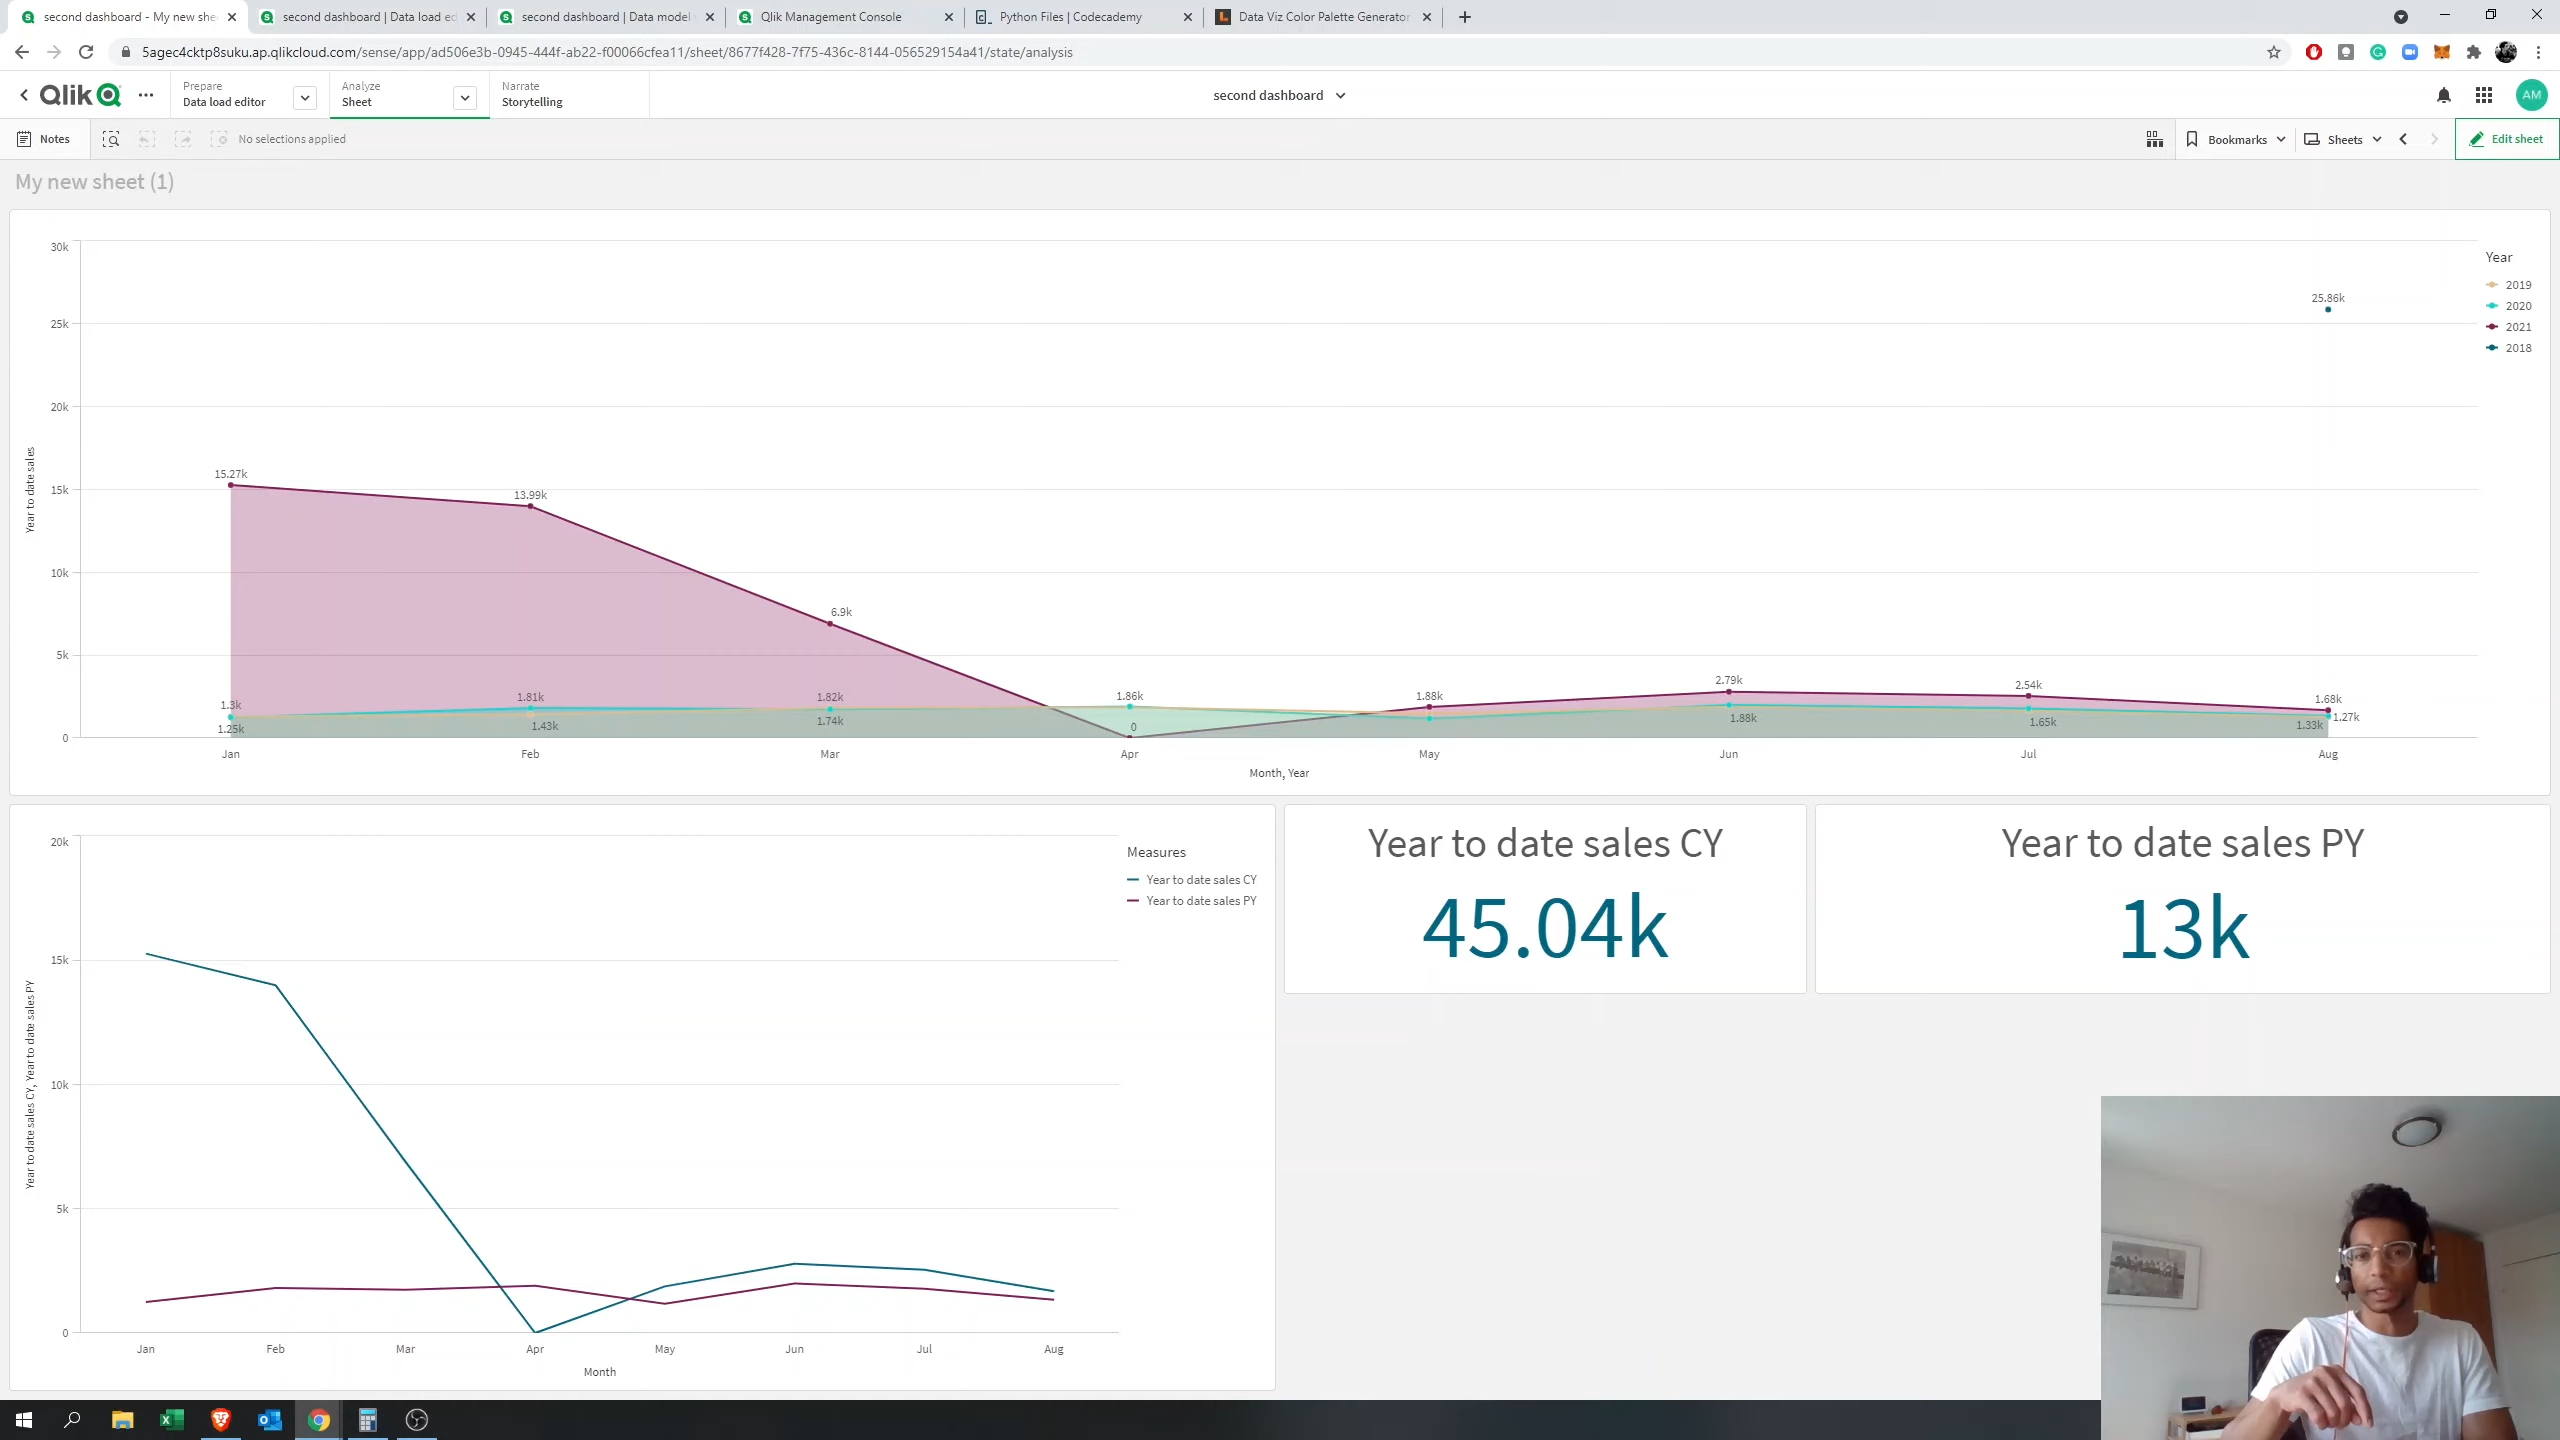 second dashboard - My new she
second dashboard | Data load ed
second dashboard | Data model v
Qlik Management Console
Python Files | Codecademy
Data Viz Color Palette Generator
5agec4cktp8suku.ap.qlikcloud.com/sense/app/ad506e3b-0945-444f-ab22-f00066cfea11/sheet/8677f428-7f75-436c-8144-056529154a41/state/analysis
Qlik
Prepare
Data load editor
Analyze
Sheet
Narrate
Storytelling
second dashboard
AM
Notes
No selections applied
Bookmarks
Sheets
Edit sheet
My new sheet (1)
30k
25k
20k
15k
10k
5k
0
Year to date sales
15.27k
13.99k
6.9k
1.3k
1.25k
1.81k
1.43k
1.82k
1.74k
1.86k
0
1.88k
2.79k
1.88k
2.54k
1.65k
25.86k
1.68k
1.27k
1.33k
Jan
Feb
Mar
Apr
May
Jun
Jul
Aug
Month, Year
Year
2019
2020
2021
2018
20k
15k
10k
5k
0
Year to date sales CY, Year to date sales PY
Jan
Feb
Mar
Apr
May
Jun
Jul
Aug
Month
Measures
Year to date sales CY
Year to date sales PY
Year to date sales CY
45.04k
Year to date sales PY
13k